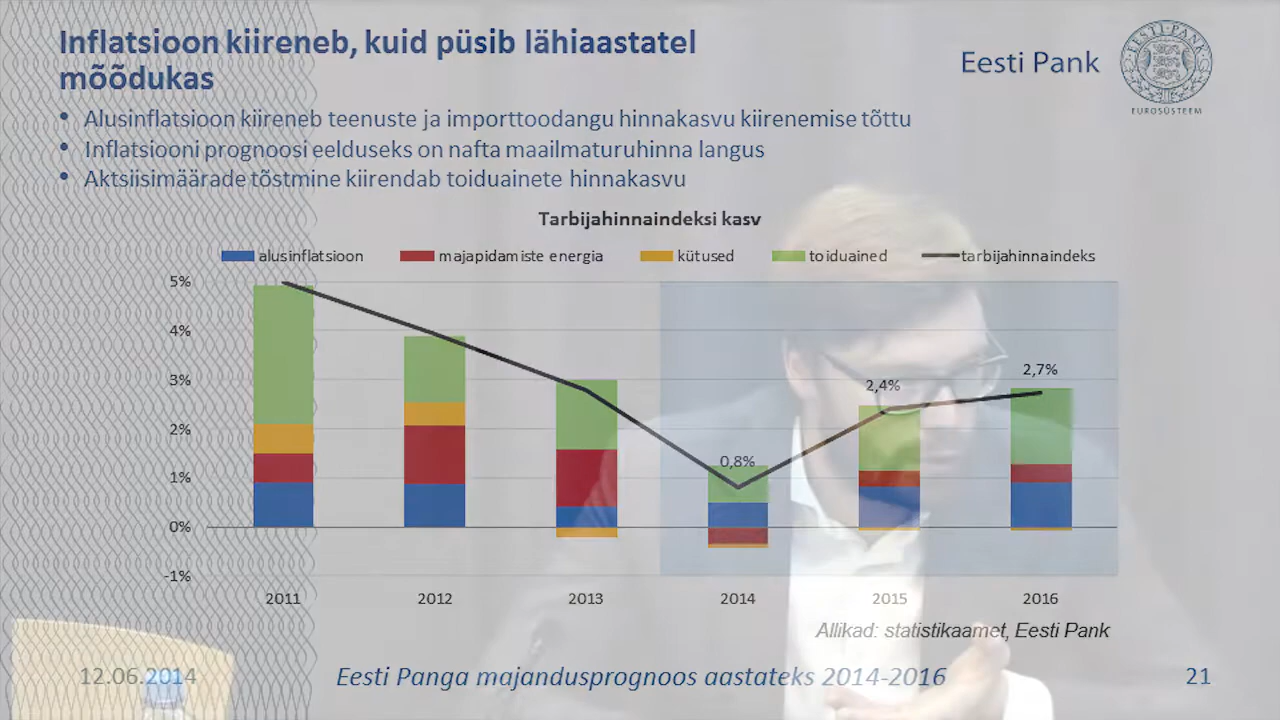 Inflatsioon kiireneb, kuid püsib lähiaastatel
mõõdukas
Eesti Pank
EESTI·PANK
EUROSÜSTEEM
• Alusinflatsioon kiireneb teenuste ja importtoodangu hinnakasvu kiirenemise tõttu
• Inflatsiooni prognoosi eelduseks on nafta maailmaturuhinna langus
• Aktsiisimäärade tõstmine kiirendab toiduainete hinnakasvu
Tarbijahinnaindeksi kasv
alusinflatsioon majapidamiste energia kütused toiduained tarbijahinnaindeks
5%
4%
3%
2%
1%
0%
-1%
0,8%
2,4%
2,7%
2011 2012 2013 2014 2015 2016
Allikad: statistikaamet, Eesti Pank
12.06.2014 Eesti Panga majandusprognoos aastateks 2014-2016 21